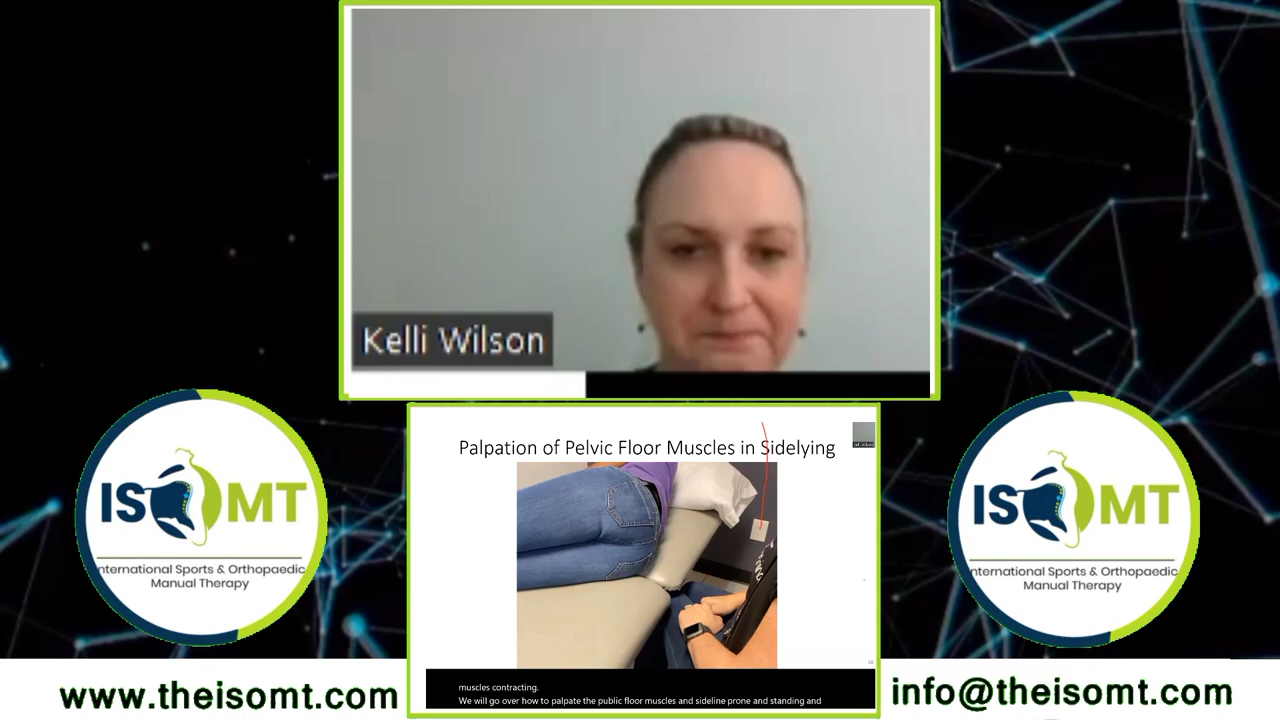 Kelli Wilson
Palpation of Pelvic Floor Muscles in Sidelying
ISOMT
International Sports & Orthopaedic
Manual Therapy
ISOMT
International Sports & Orthopaedic
Manual Therapy
muscles contracting.
We will go over how to palpate the public floor muscles and sideline prone and standing and
www.theisomt.com
info@theisomt.com